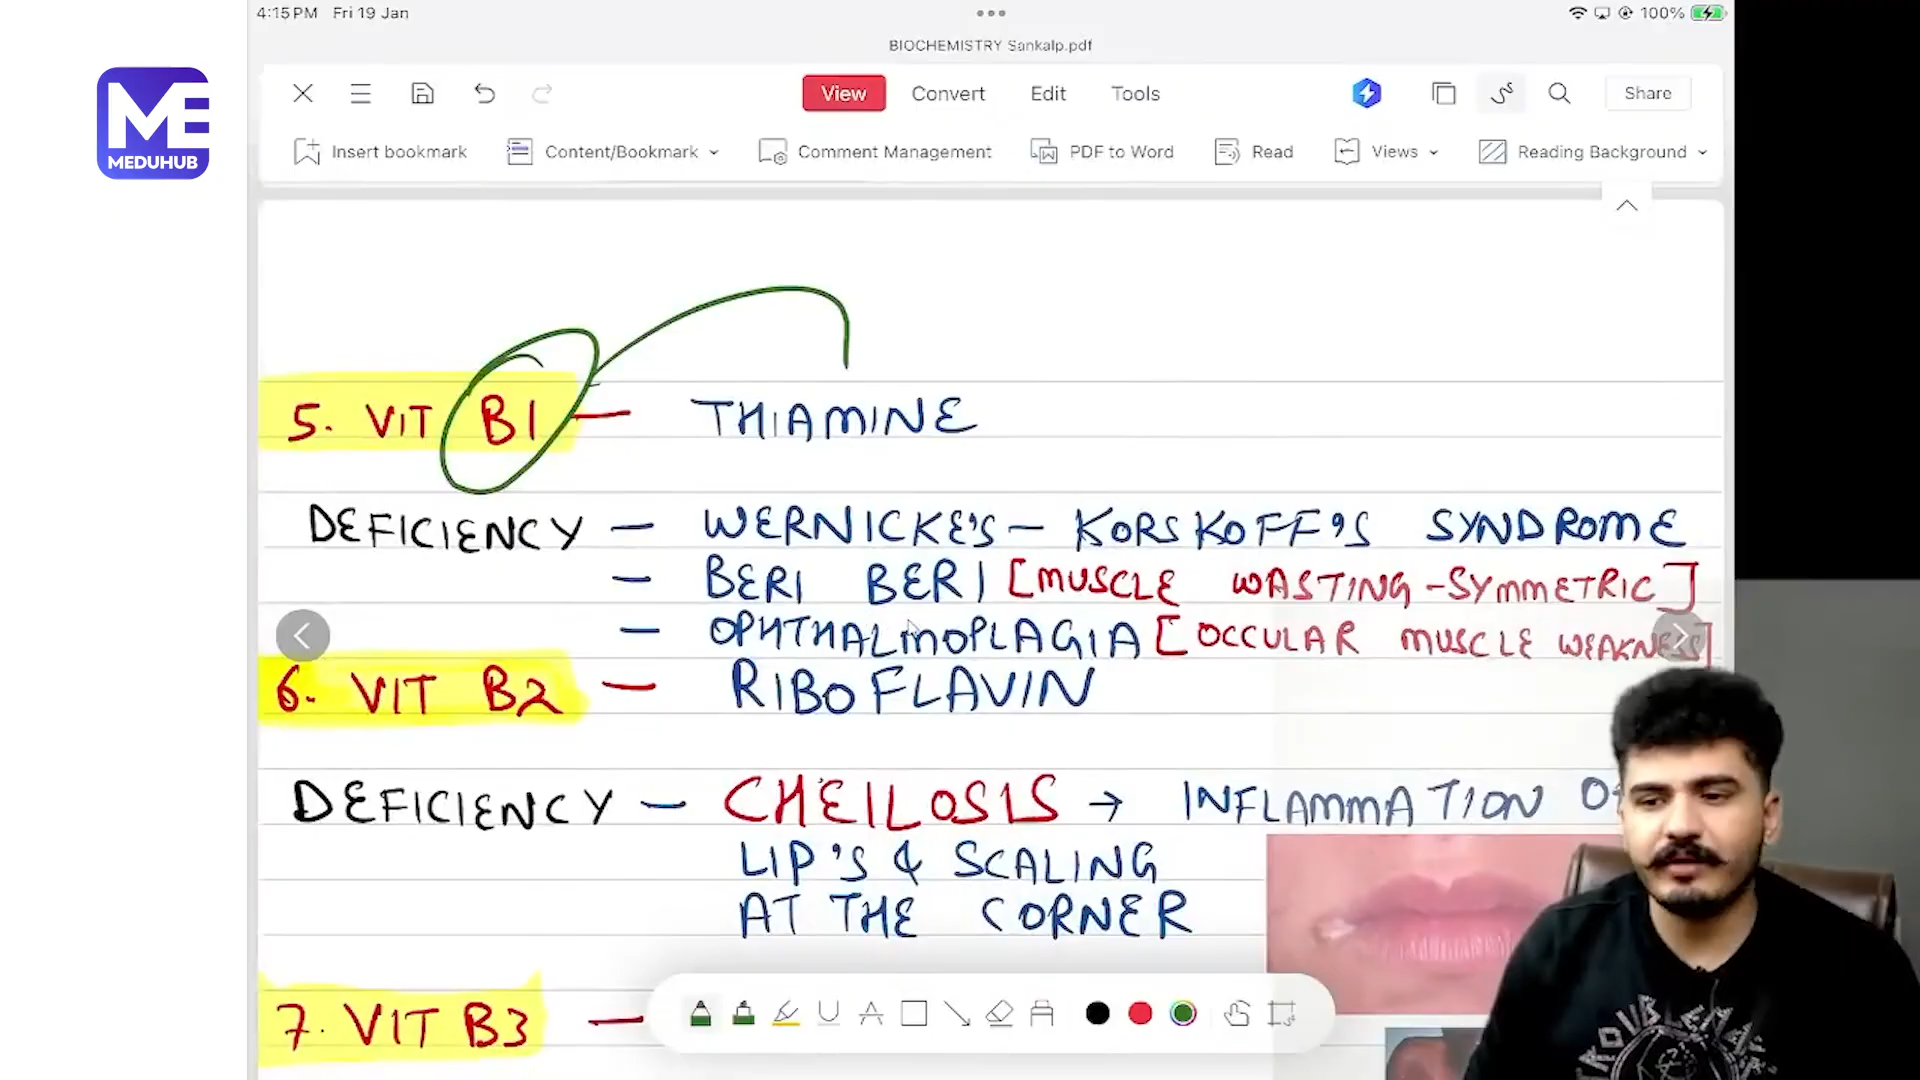 4:15 PM Fri 19 Jan
100%
BIOCHEMISTRY Sankalp.pdf
ME
MEDUHUB
View Convert Edit Tools Share
Insert bookmark Content/Bookmark Comment Management PDF to Word Read Views Reading Background
5. VIT B1 — THIAMINE
DEFICIENCY — WERNICKE'S — KORSKOFF'S SYNDROME
— BERI BERI [MUSCLE WASTING - SYMMETRIC]
— OPHTHALMOPLAGIA [OCCULAR MUSCLE WEAKNESS]
6. VIT B2 — RIBOFLAVIN
DEFICIENCY — CHEILOSIS → INFLAMMATION
LIP'S & SCALING
AT THE CORNER
7. VIT B3 —